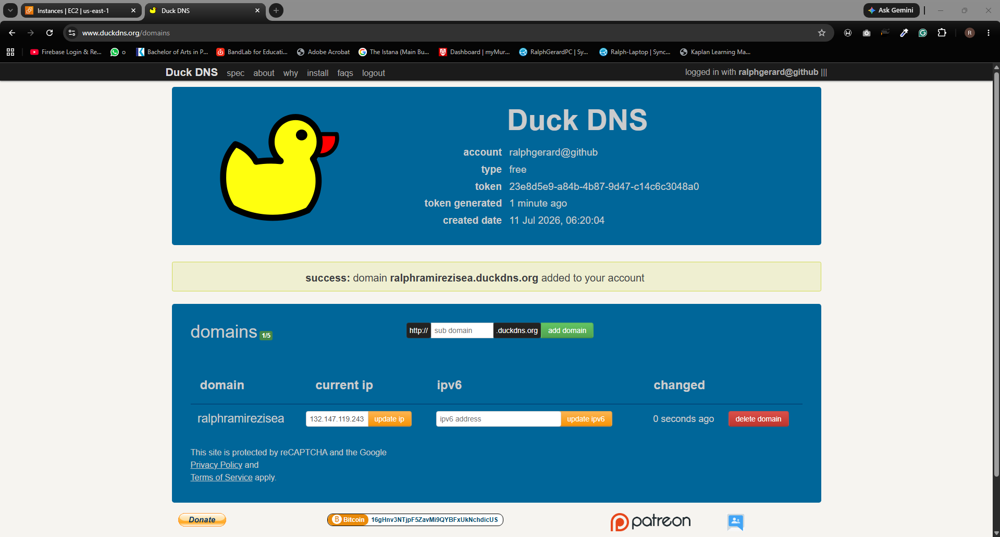 Instances | EC2 | us-east-1
Duck DNS
Ask Gemini
www.duckdns.org/domains
R
Firebase Login & Re...
o
Bachelor of Arts in P...
BandLab for Educati...
Adobe Acrobat
The Istana (Main Bu...
Dashboard | myMur...
RalphGerardPC | Sy...
Ralph-Laptop | Sync...
Kaplan Learning Ma...
Duck DNS spec about why install faqs logout
logged in with ralphgerard@github |||
Duck DNS
account ralphgerard@github
type free
token 23e8d5e9-a84b-4b87-9d47-c14c6c3048a0
token generated 1 minute ago
created date 11 Jul 2026, 06:20:04
success: domain ralphramirezisea.duckdns.org added to your account
domains 1/5
http:// sub domain .duckdns.org add domain
domain current ip ipv6 changed
ralphramirezisea 132.147.119.243 update ip ipv6 address update ipv6 0 seconds ago delete domain
This site is protected by reCAPTCHA and the Google
Privacy Policy and
Terms of Service apply.
Donate
Bitcoin 16gHnv3NTjpF5ZavMi9QYBFxUkNchdicUS
patreon